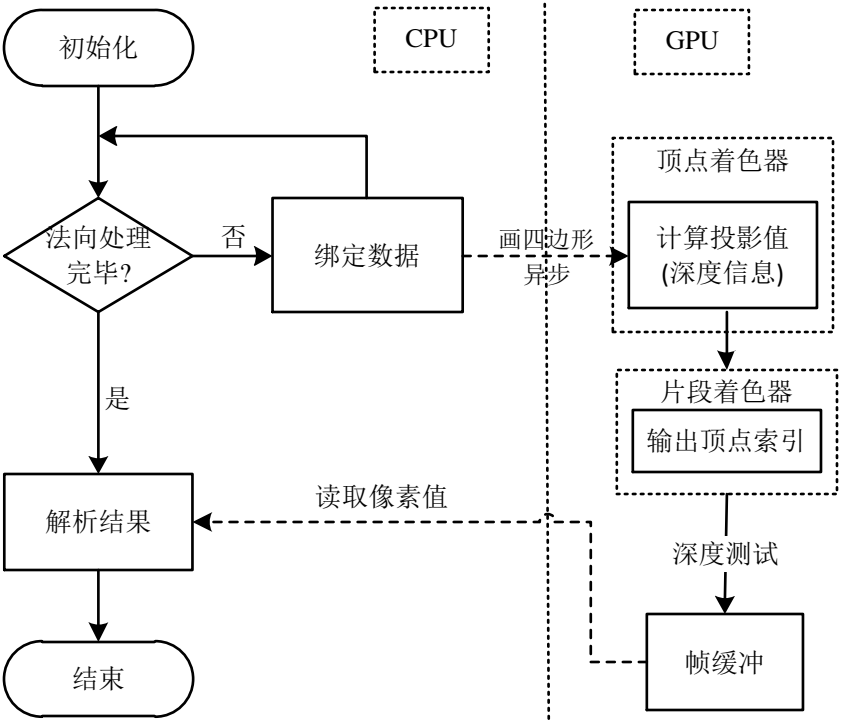 初始化
CPU
GPU
顶点着色器
计算投影值
(深度信息)
法向处理
完毕?
否
绑定数据
画四边形
异步
片段着色器
输出顶点索引
是
读取像素值
解析结果
深度测试
帧缓冲
结束